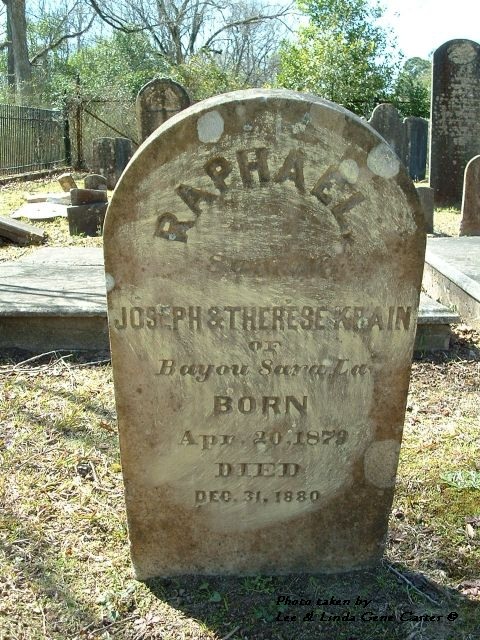 RAPHAEL,
Son of
JOSEPH & THERESE KRAIN
OF
Bayou Sara, La
BORN
Apr. 20, 1879
DIED
DEC. 31, 1880
Photo taken by
Lee & Linda Gene Carter ©